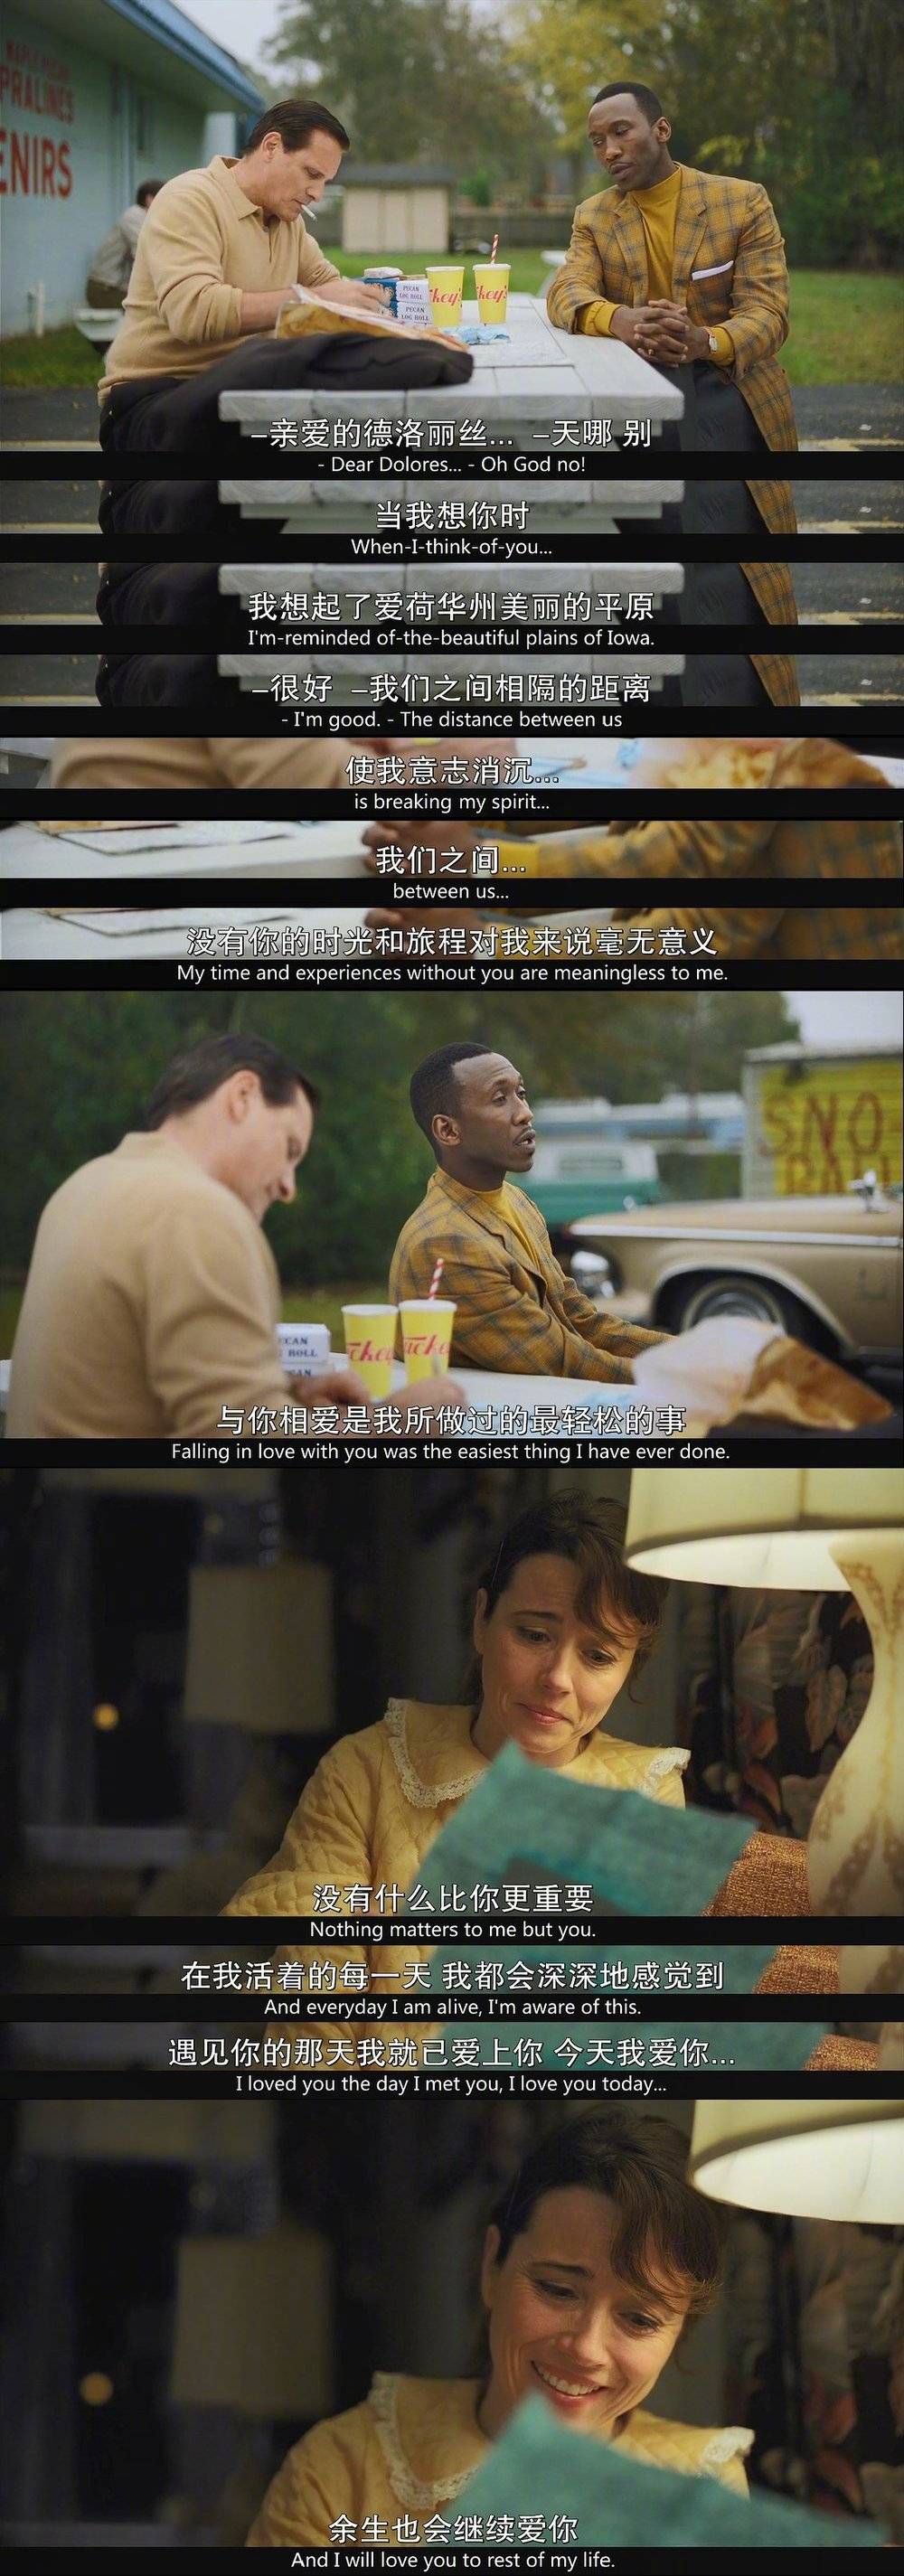 PRALINES
ENIRS
PECAN
LOG ROLL
PECAN
LOG ROLL
-亲爱的德洛丽丝... -天哪 别
- Dear Dolores... - Oh God no!
当我想你时
When-I-think-of-you...
我想起了爱荷华州美丽的平原
I'm-reminded of-the-beautiful plains of Iowa.
-很好 -我们之间相隔的距离
- I'm good. - The distance between us
使我意志消沉...
is breaking my spirit...
我们之间...
between us...
没有你的时光和旅程对我来说毫无意义
My time and experiences without you are meaningless to me.
SNO
与你相爱是我所做过的最轻松的事
Falling in love with you was the easiest thing I have ever done.
没有什么比你更重要
Nothing matters to me but you.
在我活着的每一天 我都会深深地感觉到
And everyday I am alive, I'm aware of this.
遇见你的那天我就已爱上你 今天我爱你...
I loved you the day I met you, I love you today...
余生也会继续爱你
And I will love you to rest of my life.